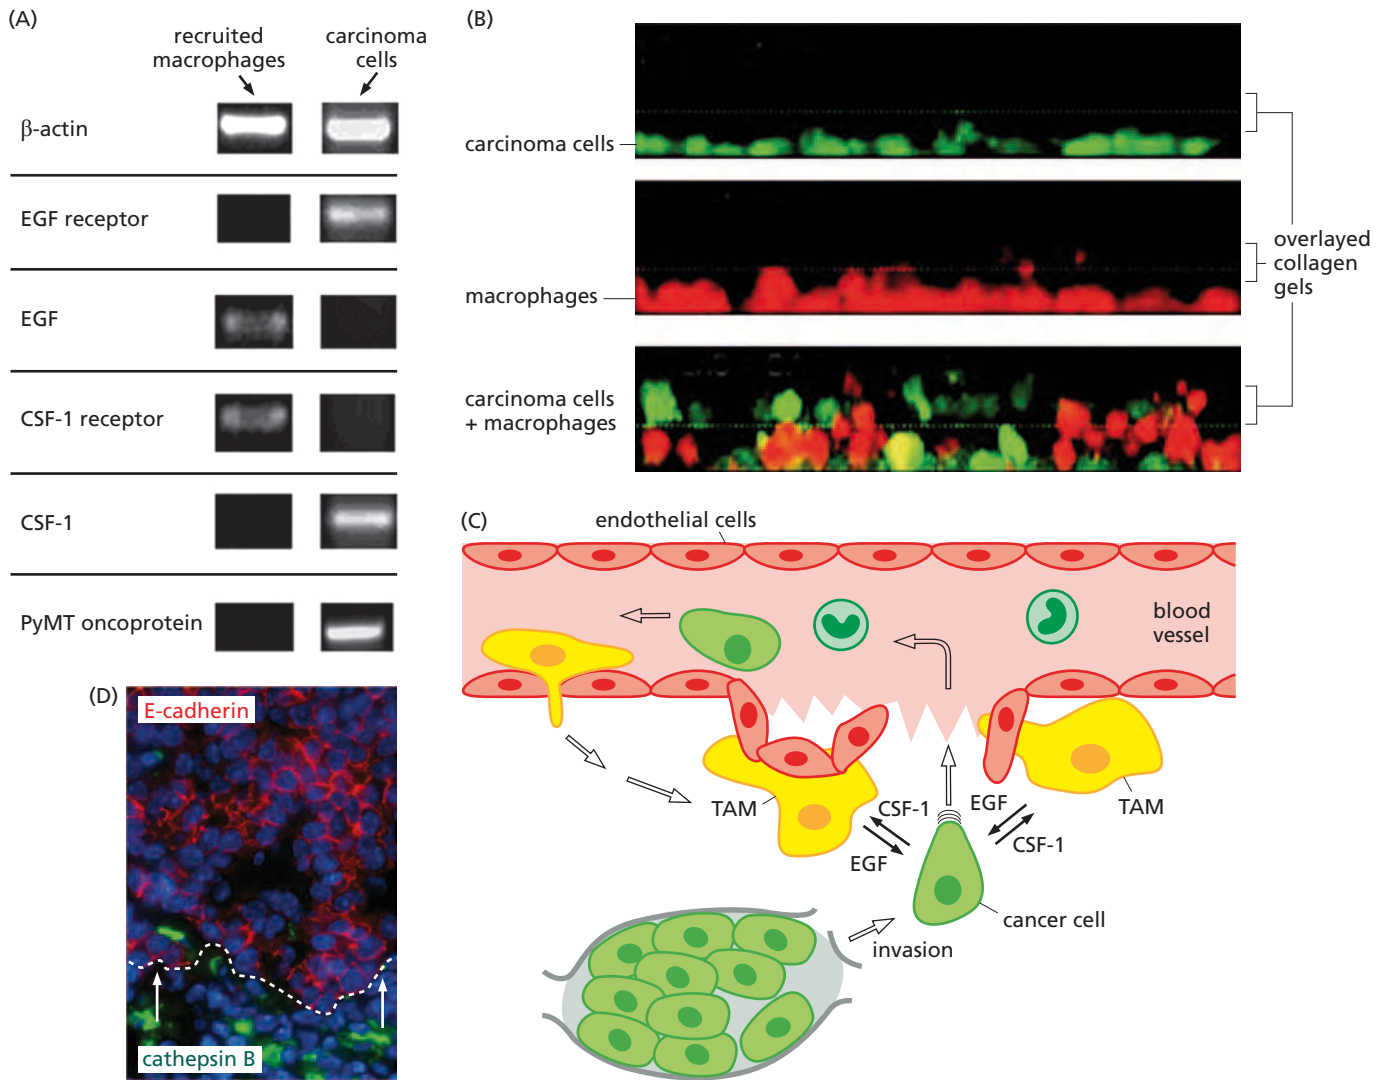 (A)
recruited
macrophages
carcinoma
cells
β-actin
EGF receptor
EGF
CSF-1 receptor
CSF-1
PyMT oncoprotein
(B)
carcinoma cells
macrophages
carcinoma cells
+ macrophages
overlayed
collagen
gels
(C)
endothelial cells
blood
vessel
TAM
CSF-1
EGF
EGF
CSF-1
TAM
cancer cell
invasion
(D)
E-cadherin
cathepsin B